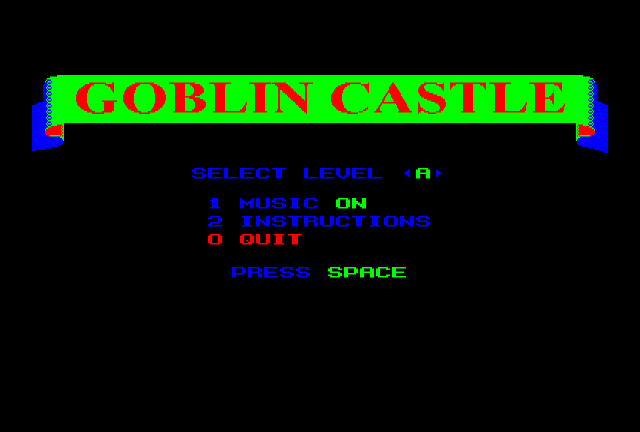 GOBLIN CASTLE
SELECT LEVEL A
1 MUSIC ON
2 INSTRUCTIONS
0 QUIT
PRESS SPACE